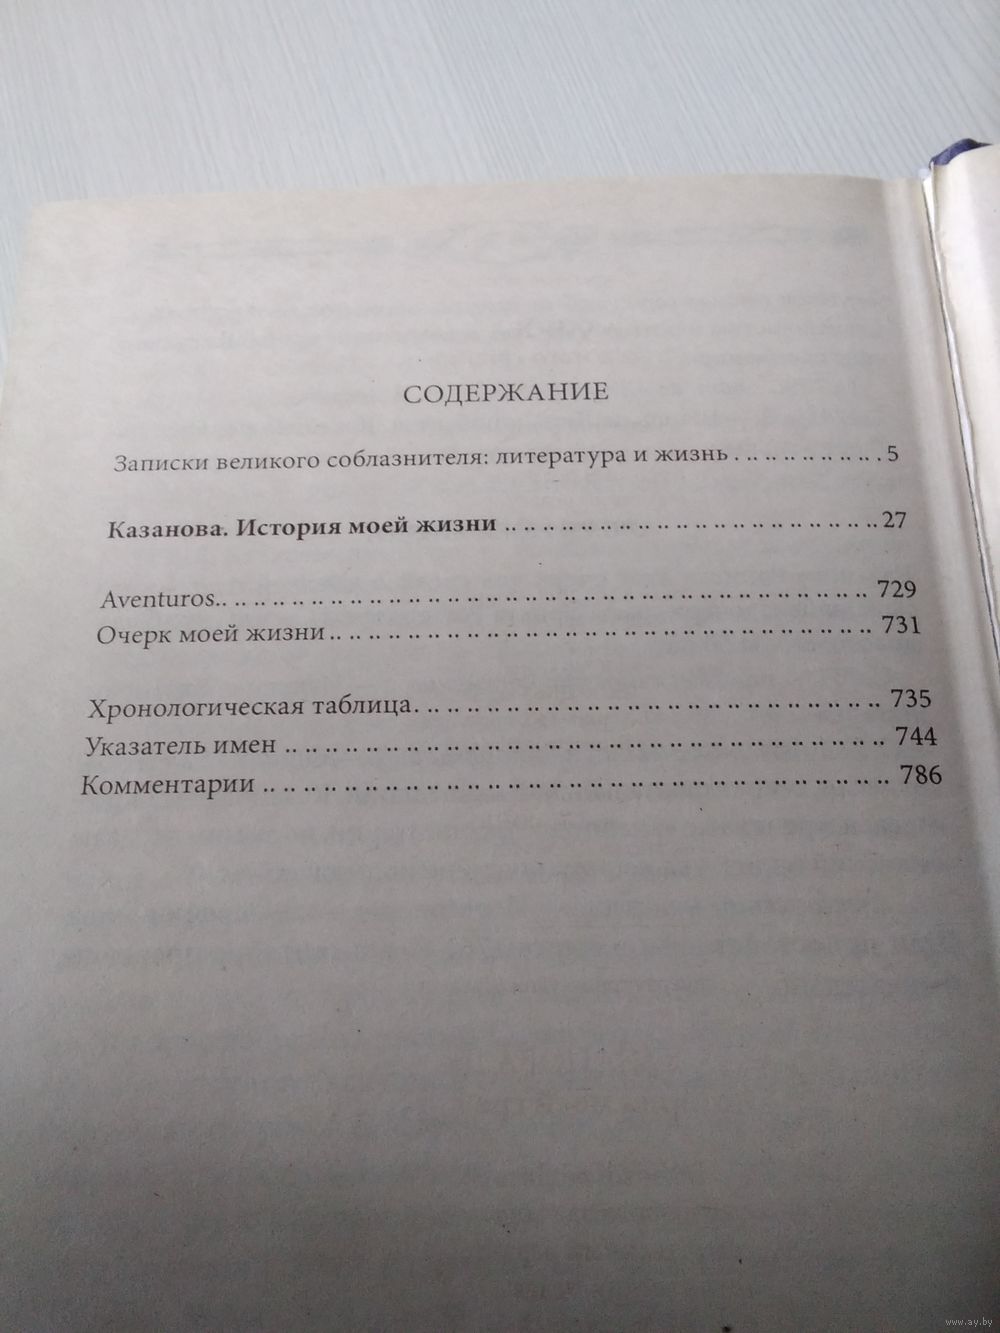 СОДЕРЖАНИЕ
Записки великого соблазнителя: литература и жизнь . .. .. .. .. .. .. . 5
Казанова. История моей жизни .. .. .. .. .. .. .. .. .. .. .. .. .. .. .. .. .. .. .. 27
Aventuros.. .. .. .. .. .. .. .. .. .. .. .. .. .. .. .. .. .. .. .. .. .. .. .. .. .. .. .. .. .. .. .. 729
Очерк моей жизни .. .. .. .. .. .. .. .. .. .. .. .. .. .. .. .. .. .. .. .. .. .. .. .. .. .. 731
Хронологическая таблица. .. .. .. .. .. .. .. .. .. .. .. .. .. .. .. .. .. .. .. .. .. .. 735
Указатель имен .. .. .. .. .. .. .. .. .. .. .. .. .. .. .. .. .. .. .. .. .. .. .. .. .. .. .. .. 744
Комментарии .. .. .. .. .. .. .. .. .. .. .. .. .. .. .. .. .. .. .. .. .. .. .. .. .. .. .. .. .. 786
www.ay.by